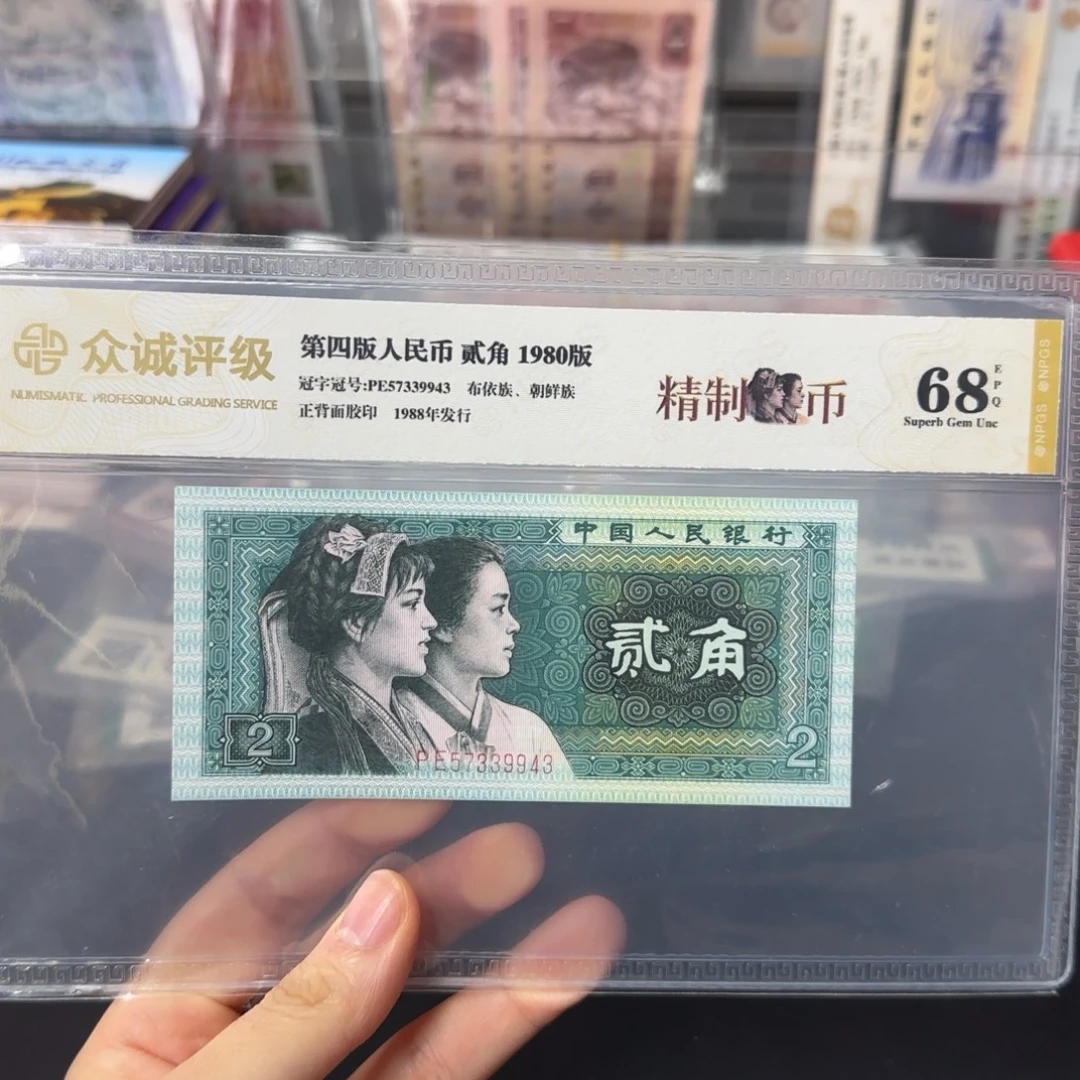 众诚评级
NUMISMATIC PROFESSIONAL GRADING SERVICE
第四版人民币 贰角 1980版
冠字冠号:PE57339943 布依族、朝鲜族
正背面胶印 1988年发行
精制币
68
EPQ
Superb Gem Unc
@NPGS @NPGS
中国人民银行
贰角
2
PE57339943
2